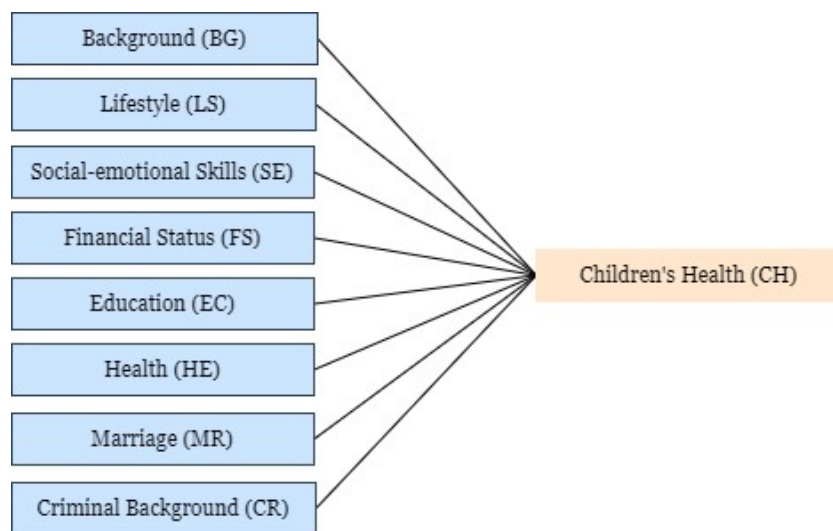 Background (BG)
Lifestyle (LS)
Social-emotional Skills (SE)
Financial Status (FS)
Education (EC)
Health (HE)
Marriage (MR)
Criminal Background (CR)
Children's Health (CH)